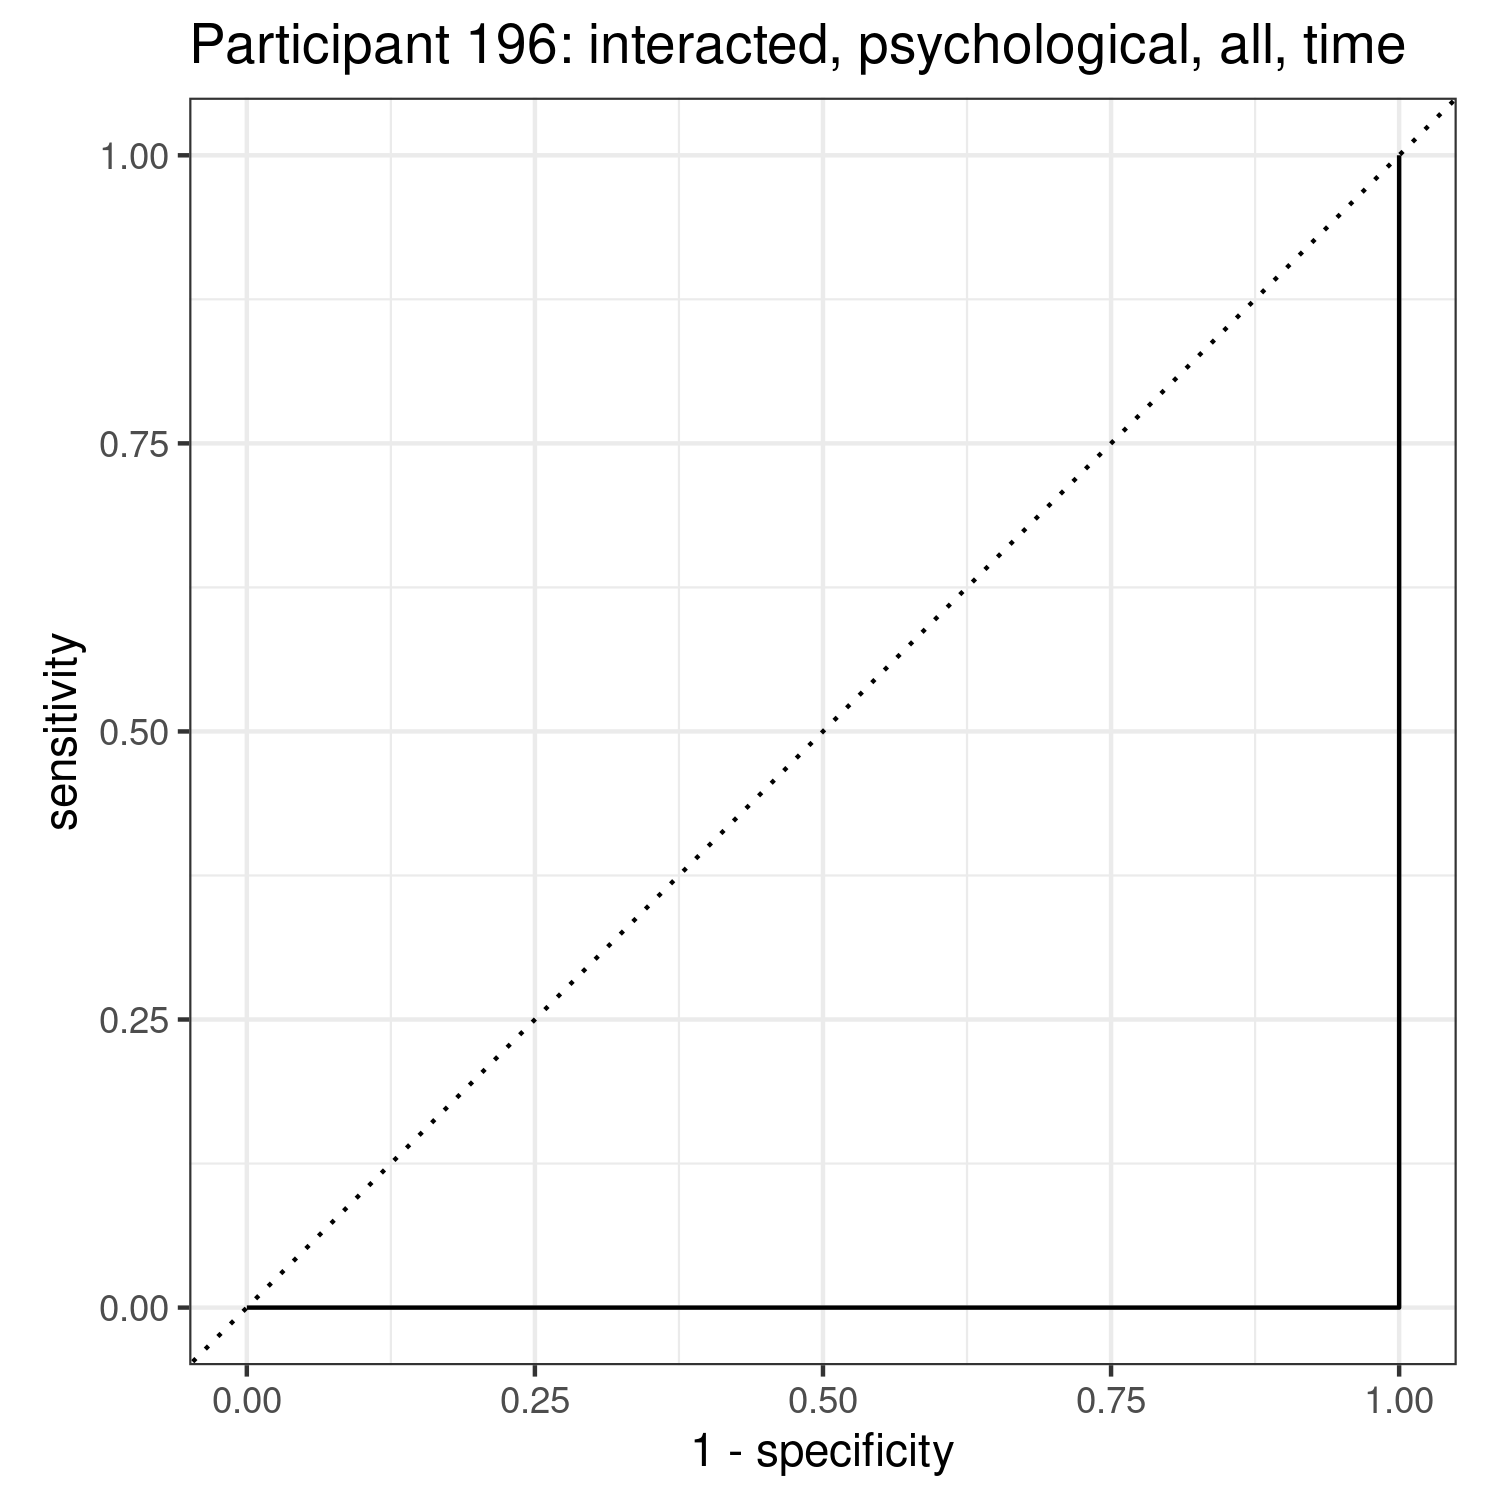 Participant 196: interacted, psychological, all, time
1.00
0.75
0.50
0.25
0.00
sensitivity
0.00 0.25 0.50 0.75 1.00
1 - specificity